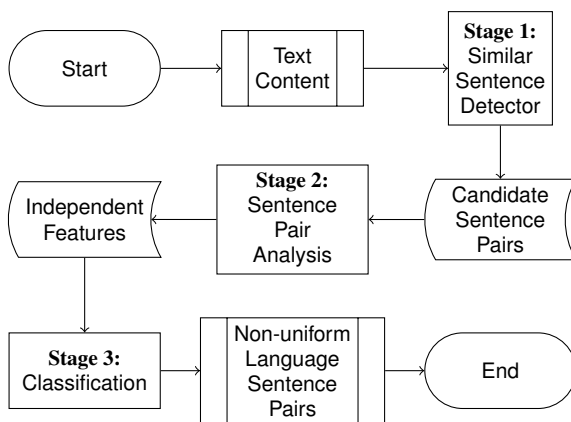 Start
Text
Content
Stage 1:
Similar
Sentence
Detector
Candidate
Sentence
Pairs
Stage 2:
Sentence
Pair
Analysis
Independent
Features
Stage 3:
Classification
Non-uniform
Language
Sentence
Pairs
End